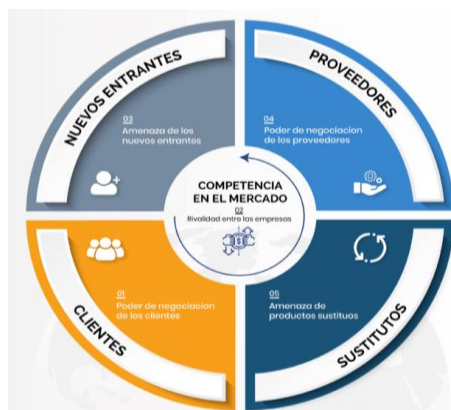 NUEVOS ENTRANTES
03
Amenaza de los
nuevos entrantes
PROVEEDORES
04
Poder de negociacion
de los proveedores
COMPETENCIA
EN EL MERCADO
02
Rivalidad entre las empresas
01
Poder de negociacion
de los clientes
CLIENTES
05
Amenaza de
productos sustituos
SUSTITUTOS